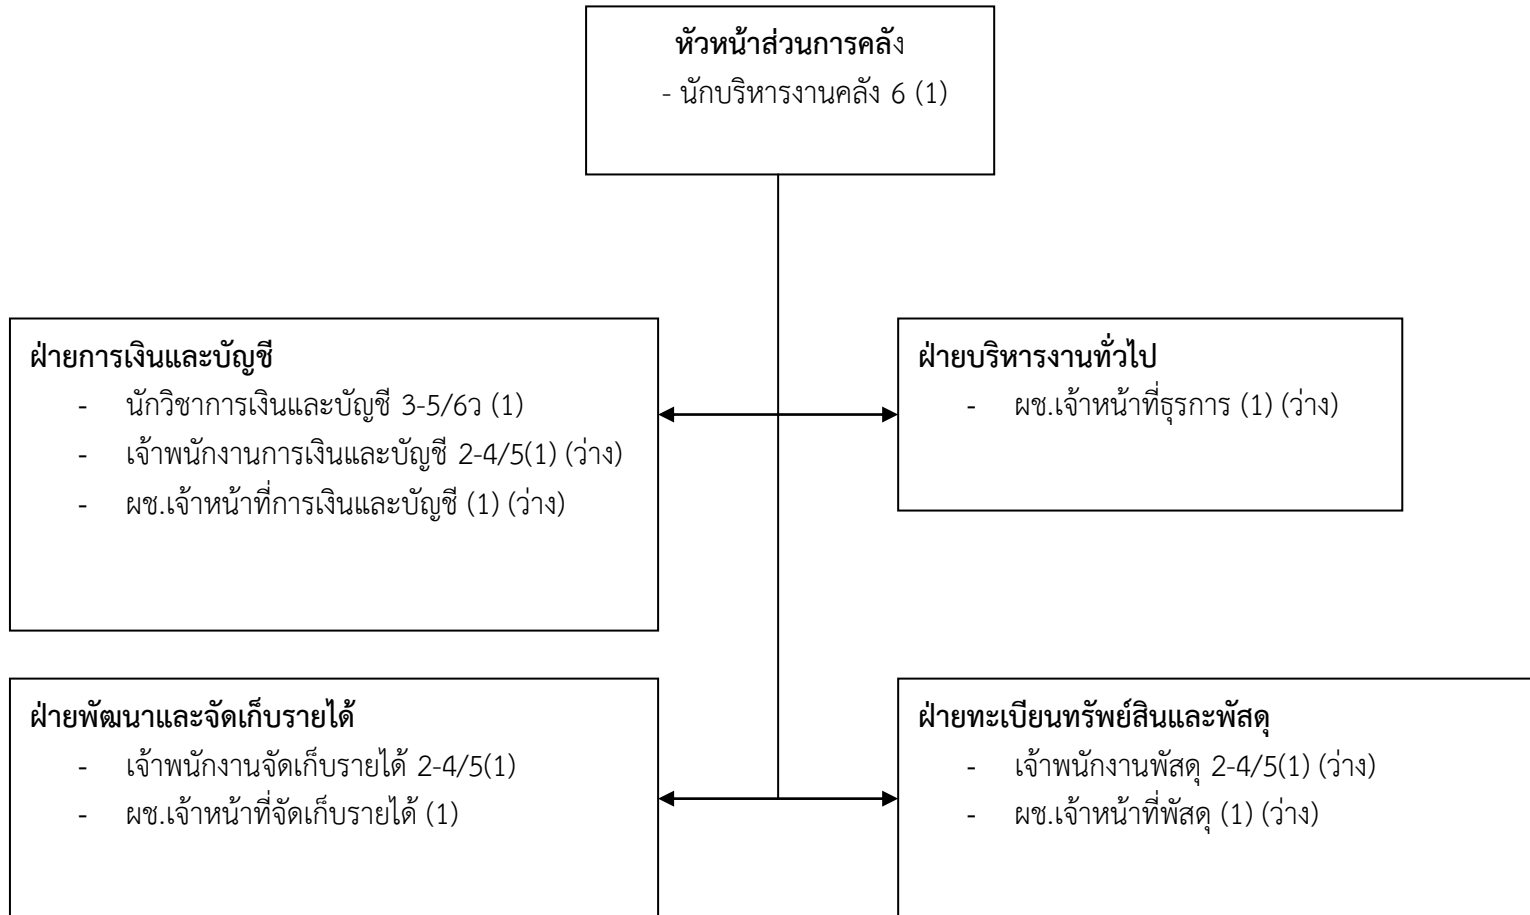 หัวหน้าส่วนการคลัง
- นักบริหารงานคลัง 6 (1)
ฝ่ายการเงินและบัญชี
- นักวิชาการเงินและบัญชี 3-5/6ว (1)
- เจ้าพนักงานการเงินและบัญชี 2-4/5(1) (ว่าง)
- ผช.เจ้าหน้าที่การเงินและบัญชี (1) (ว่าง)
ฝ่ายบริหารงานทั่วไป
- ผช.เจ้าหน้าที่ธุรการ (1) (ว่าง)
ฝ่ายพัฒนาและจัดเก็บรายได้
- เจ้าพนักงานจัดเก็บรายได้ 2-4/5(1)
- ผช.เจ้าหน้าที่จัดเก็บรายได้ (1)
ฝ่ายทะเบียนทรัพย์สินและพัสดุ
- เจ้าพนักงานพัสดุ 2-4/5(1) (ว่าง)
- ผช.เจ้าหน้าที่พัสดุ (1) (ว่าง)